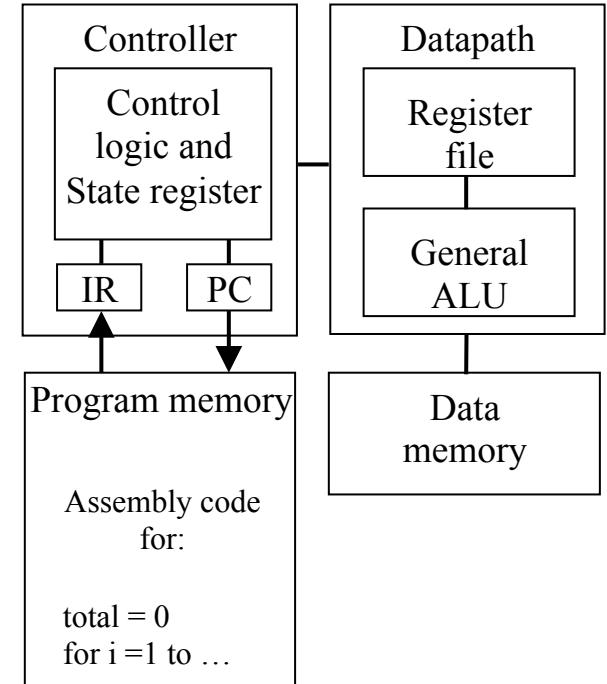 Controller
Control
logic and
State register
IR
PC
Datapath
Register
file
General
ALU
Program memory
Assembly code
for:
total = 0
for i =1 to …
Data
memory